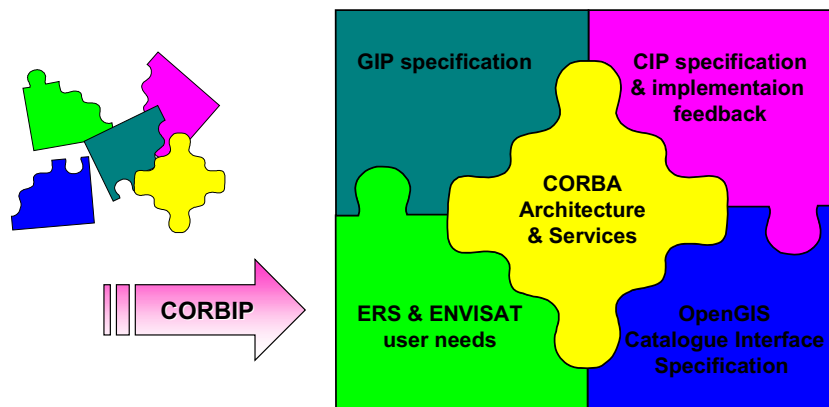 GIP specification
CIP specification
& implementaion
feedback
CORBA
Architecture
& Services
CORBIP
ERS & ENVISAT
user needs
OpenGIS
Catalogue Interface
Specification